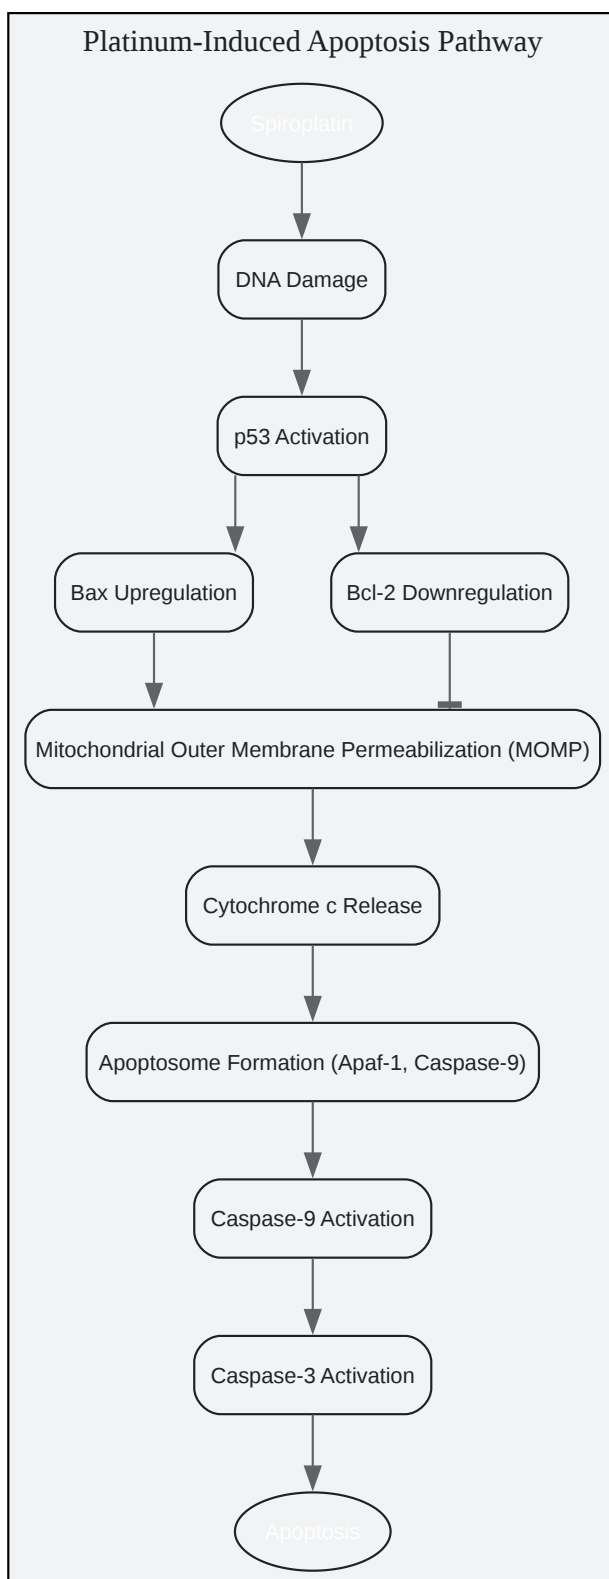 Platinum-Induced Apoptosis Pathway
Spiroplatin
DNA Damage
p53 Activation
Bax Upregulation
Bcl-2 Downregulation
Mitochondrial Outer Membrane Permeabilization (MOMP)
Cytochrome c Release
Apoptosome Formation (Apaf-1, Caspase-9)
Caspase-9 Activation
Caspase-3 Activation
Apoptosis